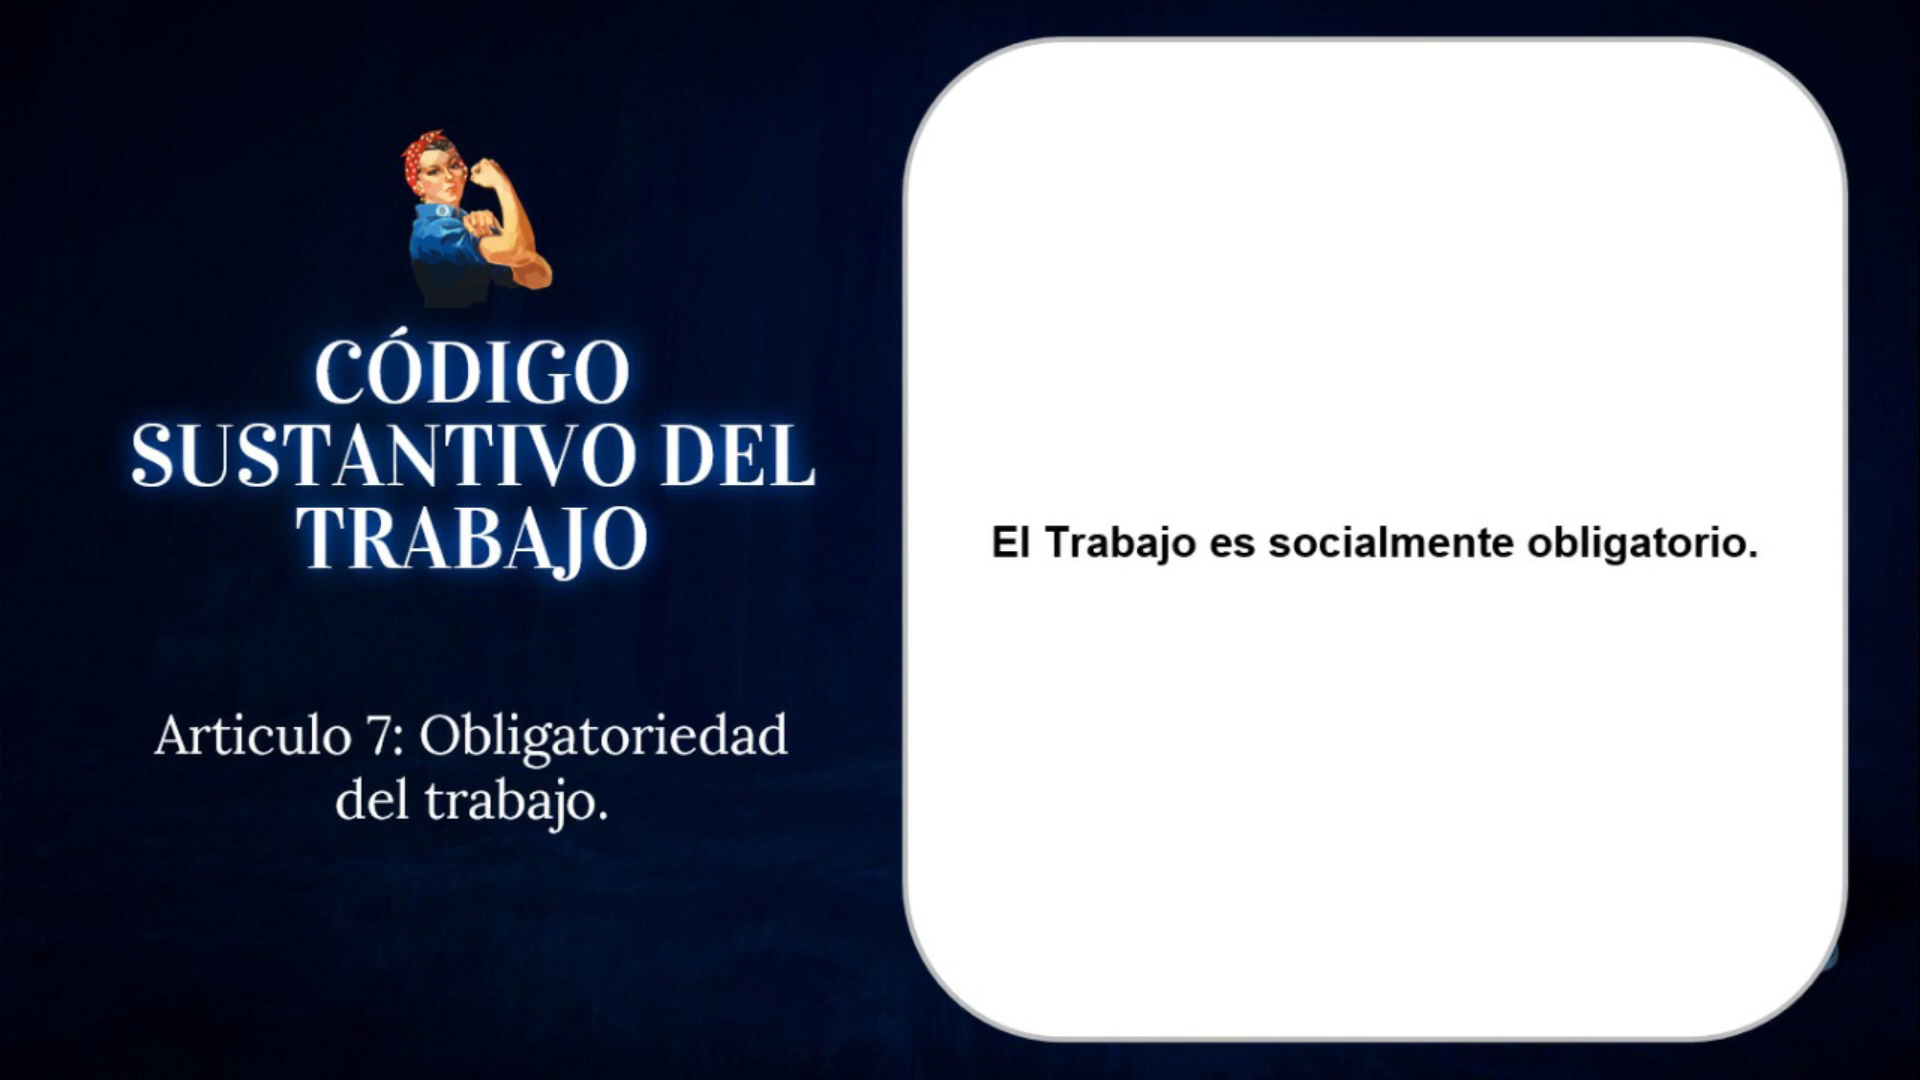 CÓDIGO
SUSTANTIVO DEL
TRABAJO
Articulo 7: Obligatoriedad
del trabajo.
El Trabajo es socialmente obligatorio.